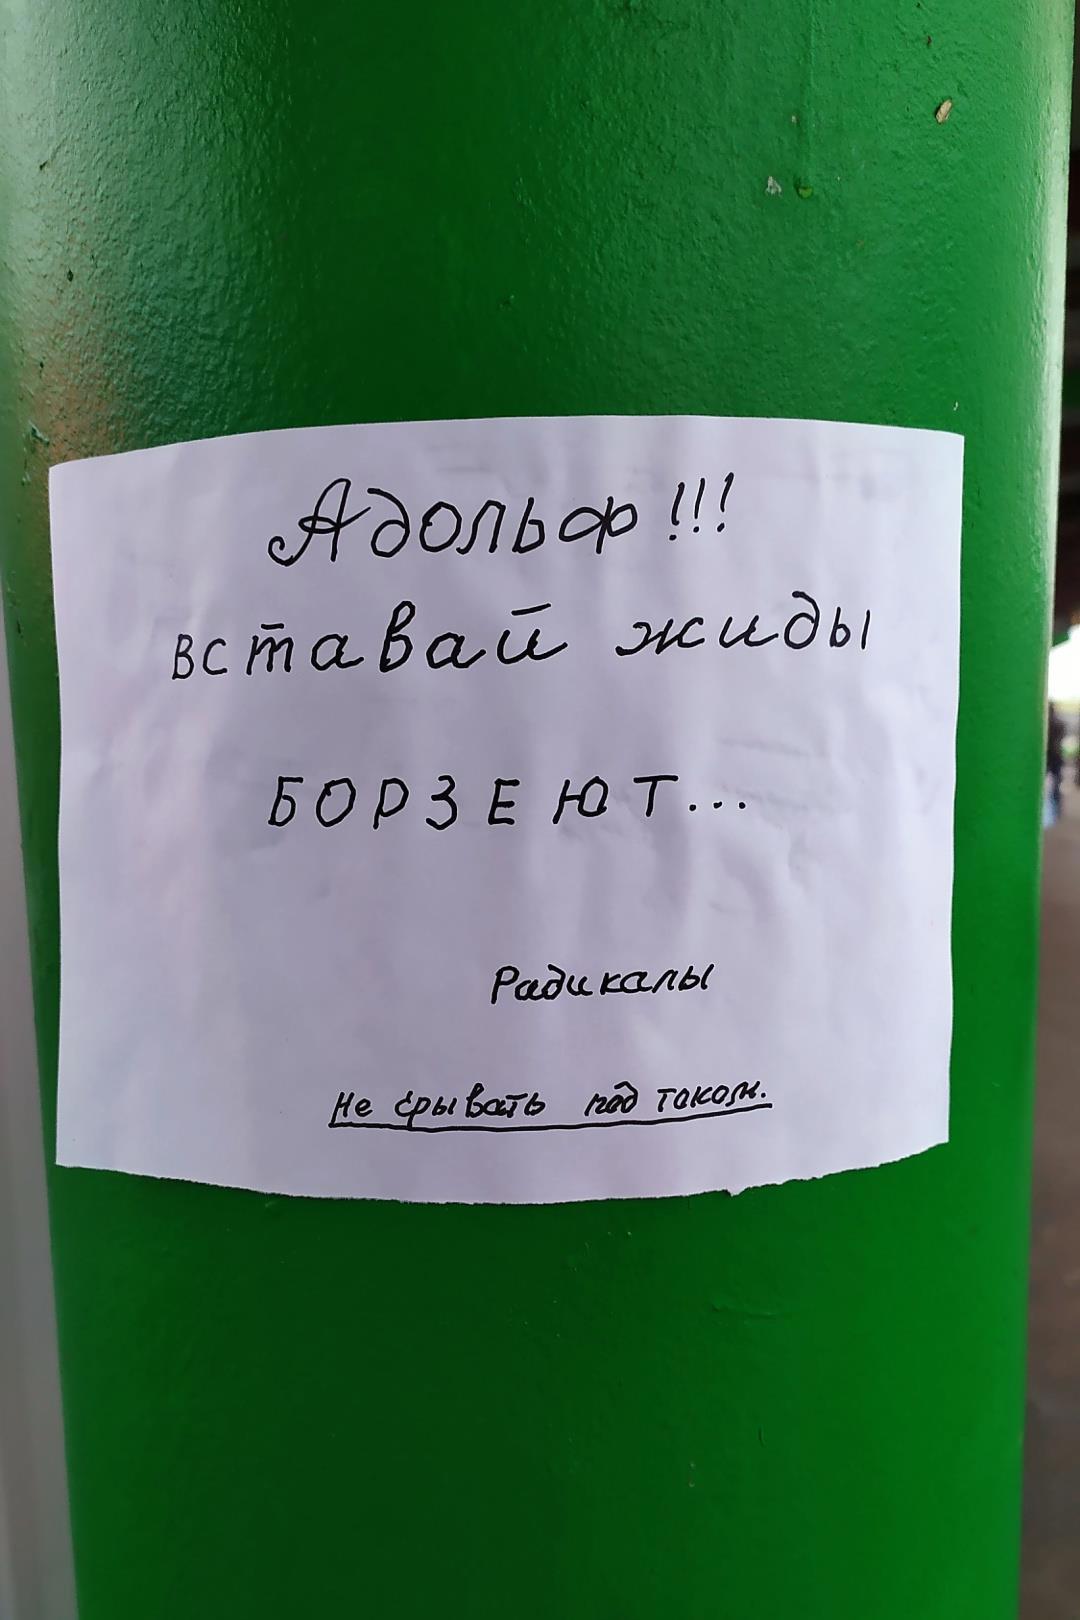 Адольф!!!
вставай жиды
БОРЗЕЮТ...
Радикалы
Не срывать под током.